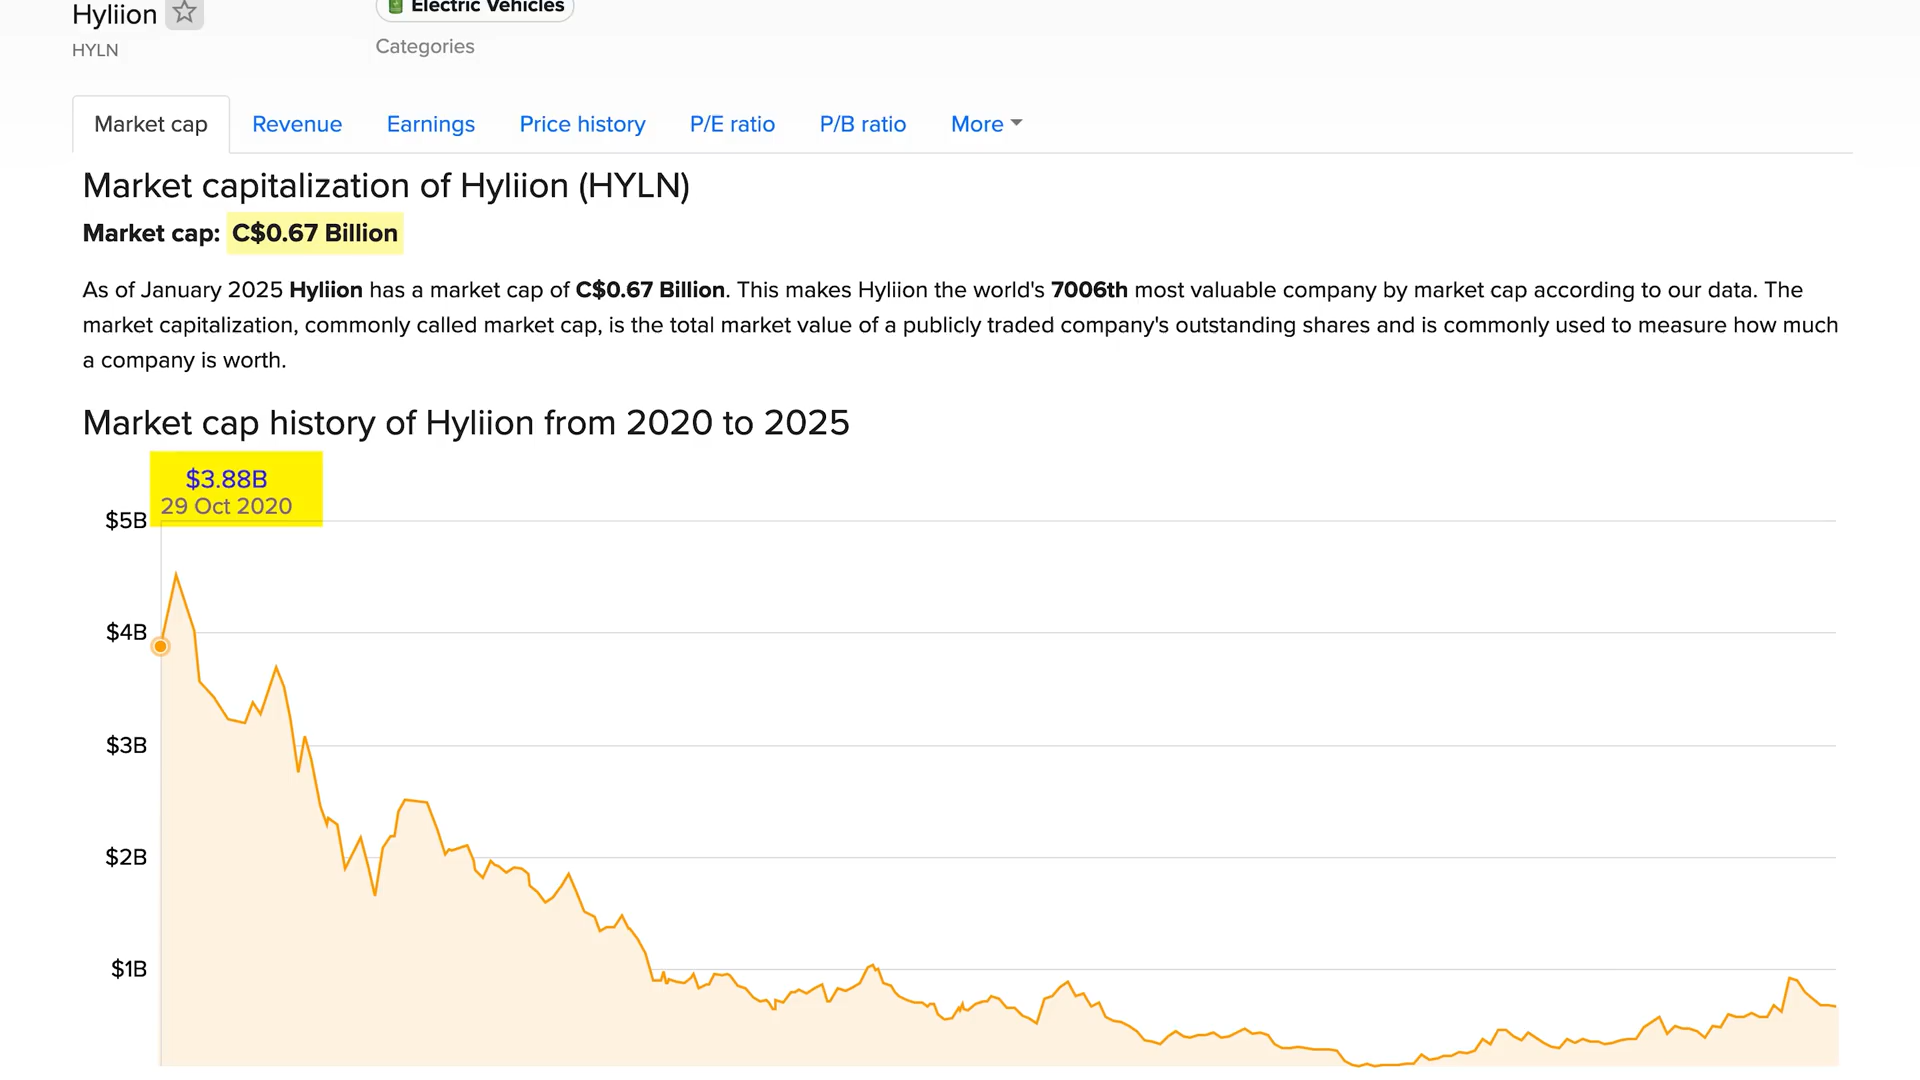 Hyliion
Electric Vehicles
HYLN
Categories
Market cap
Revenue
Earnings
Price history
P/E ratio
P/B ratio
More
Market capitalization of Hyliion (HYLN)
Market cap: C$0.67 Billion
As of January 2025 Hyliion has a market cap of C$0.67 Billion. This makes Hyliion the world's 7006th most valuable company by market cap according to our data. The
market capitalization, commonly called market cap, is the total market value of a publicly traded company's outstanding shares and is commonly used to measure how much
a company is worth.
Market cap history of Hyliion from 2020 to 2025
$3.88B
29 Oct 2020
$5B
$4B
$3B
$2B
$1B